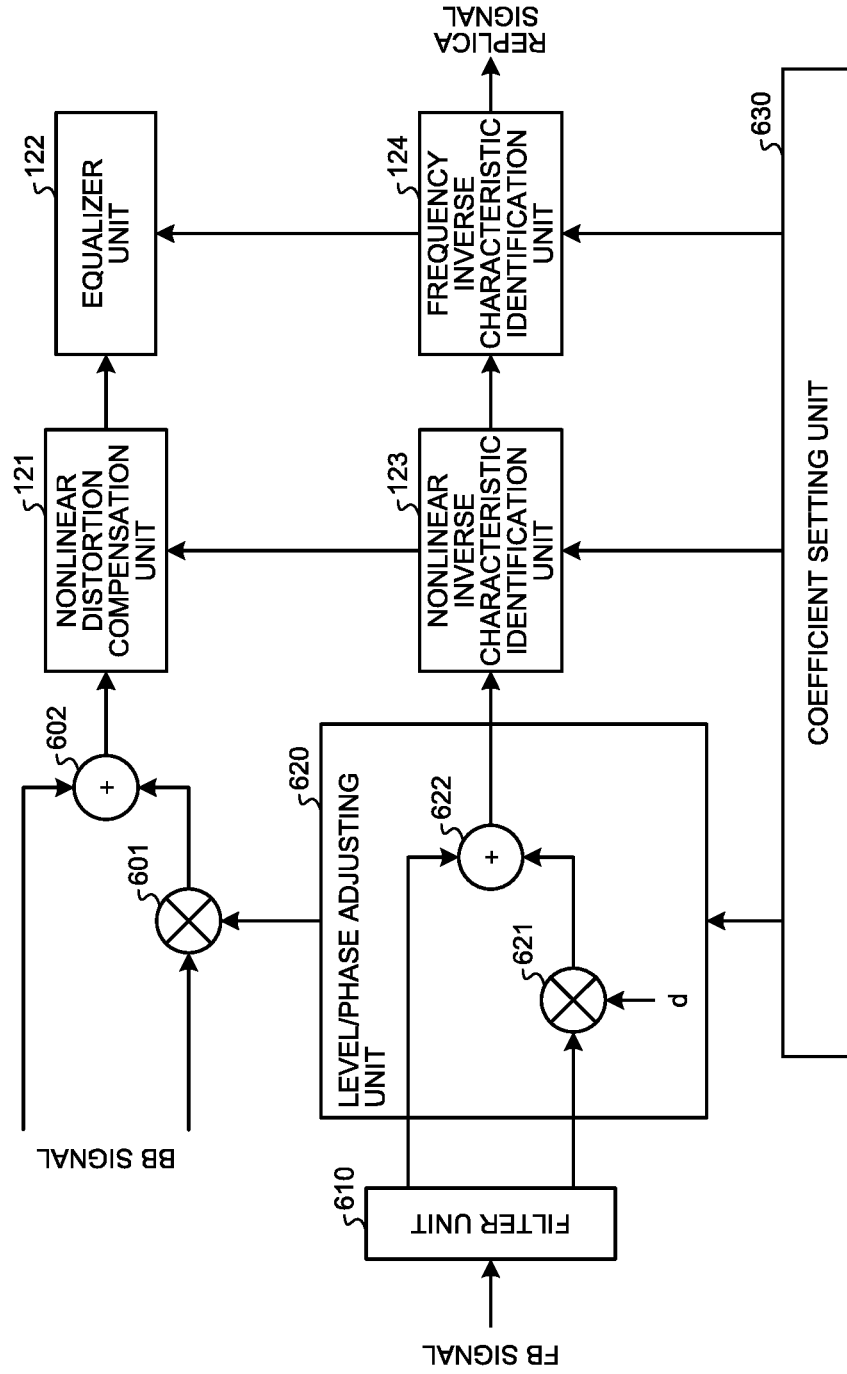 BB SIGNAL
601
602
+
121
NONLINEAR
DISTORTION
COMPENSATION
UNIT
122
EQUALIZER
UNIT
FB SIGNAL
610
FILTER UNIT
620
LEVEL/PHASE ADJUSTING
UNIT
621
d
622
+
123
NONLINEAR
INVERSE
CHARACTERISTIC
IDENTIFICATION
UNIT
124
FREQUENCY
INVERSE
CHARACTERISTIC
IDENTIFICATION
UNIT
REPLICA
SIGNAL
630
COEFFICIENT SETTING UNIT